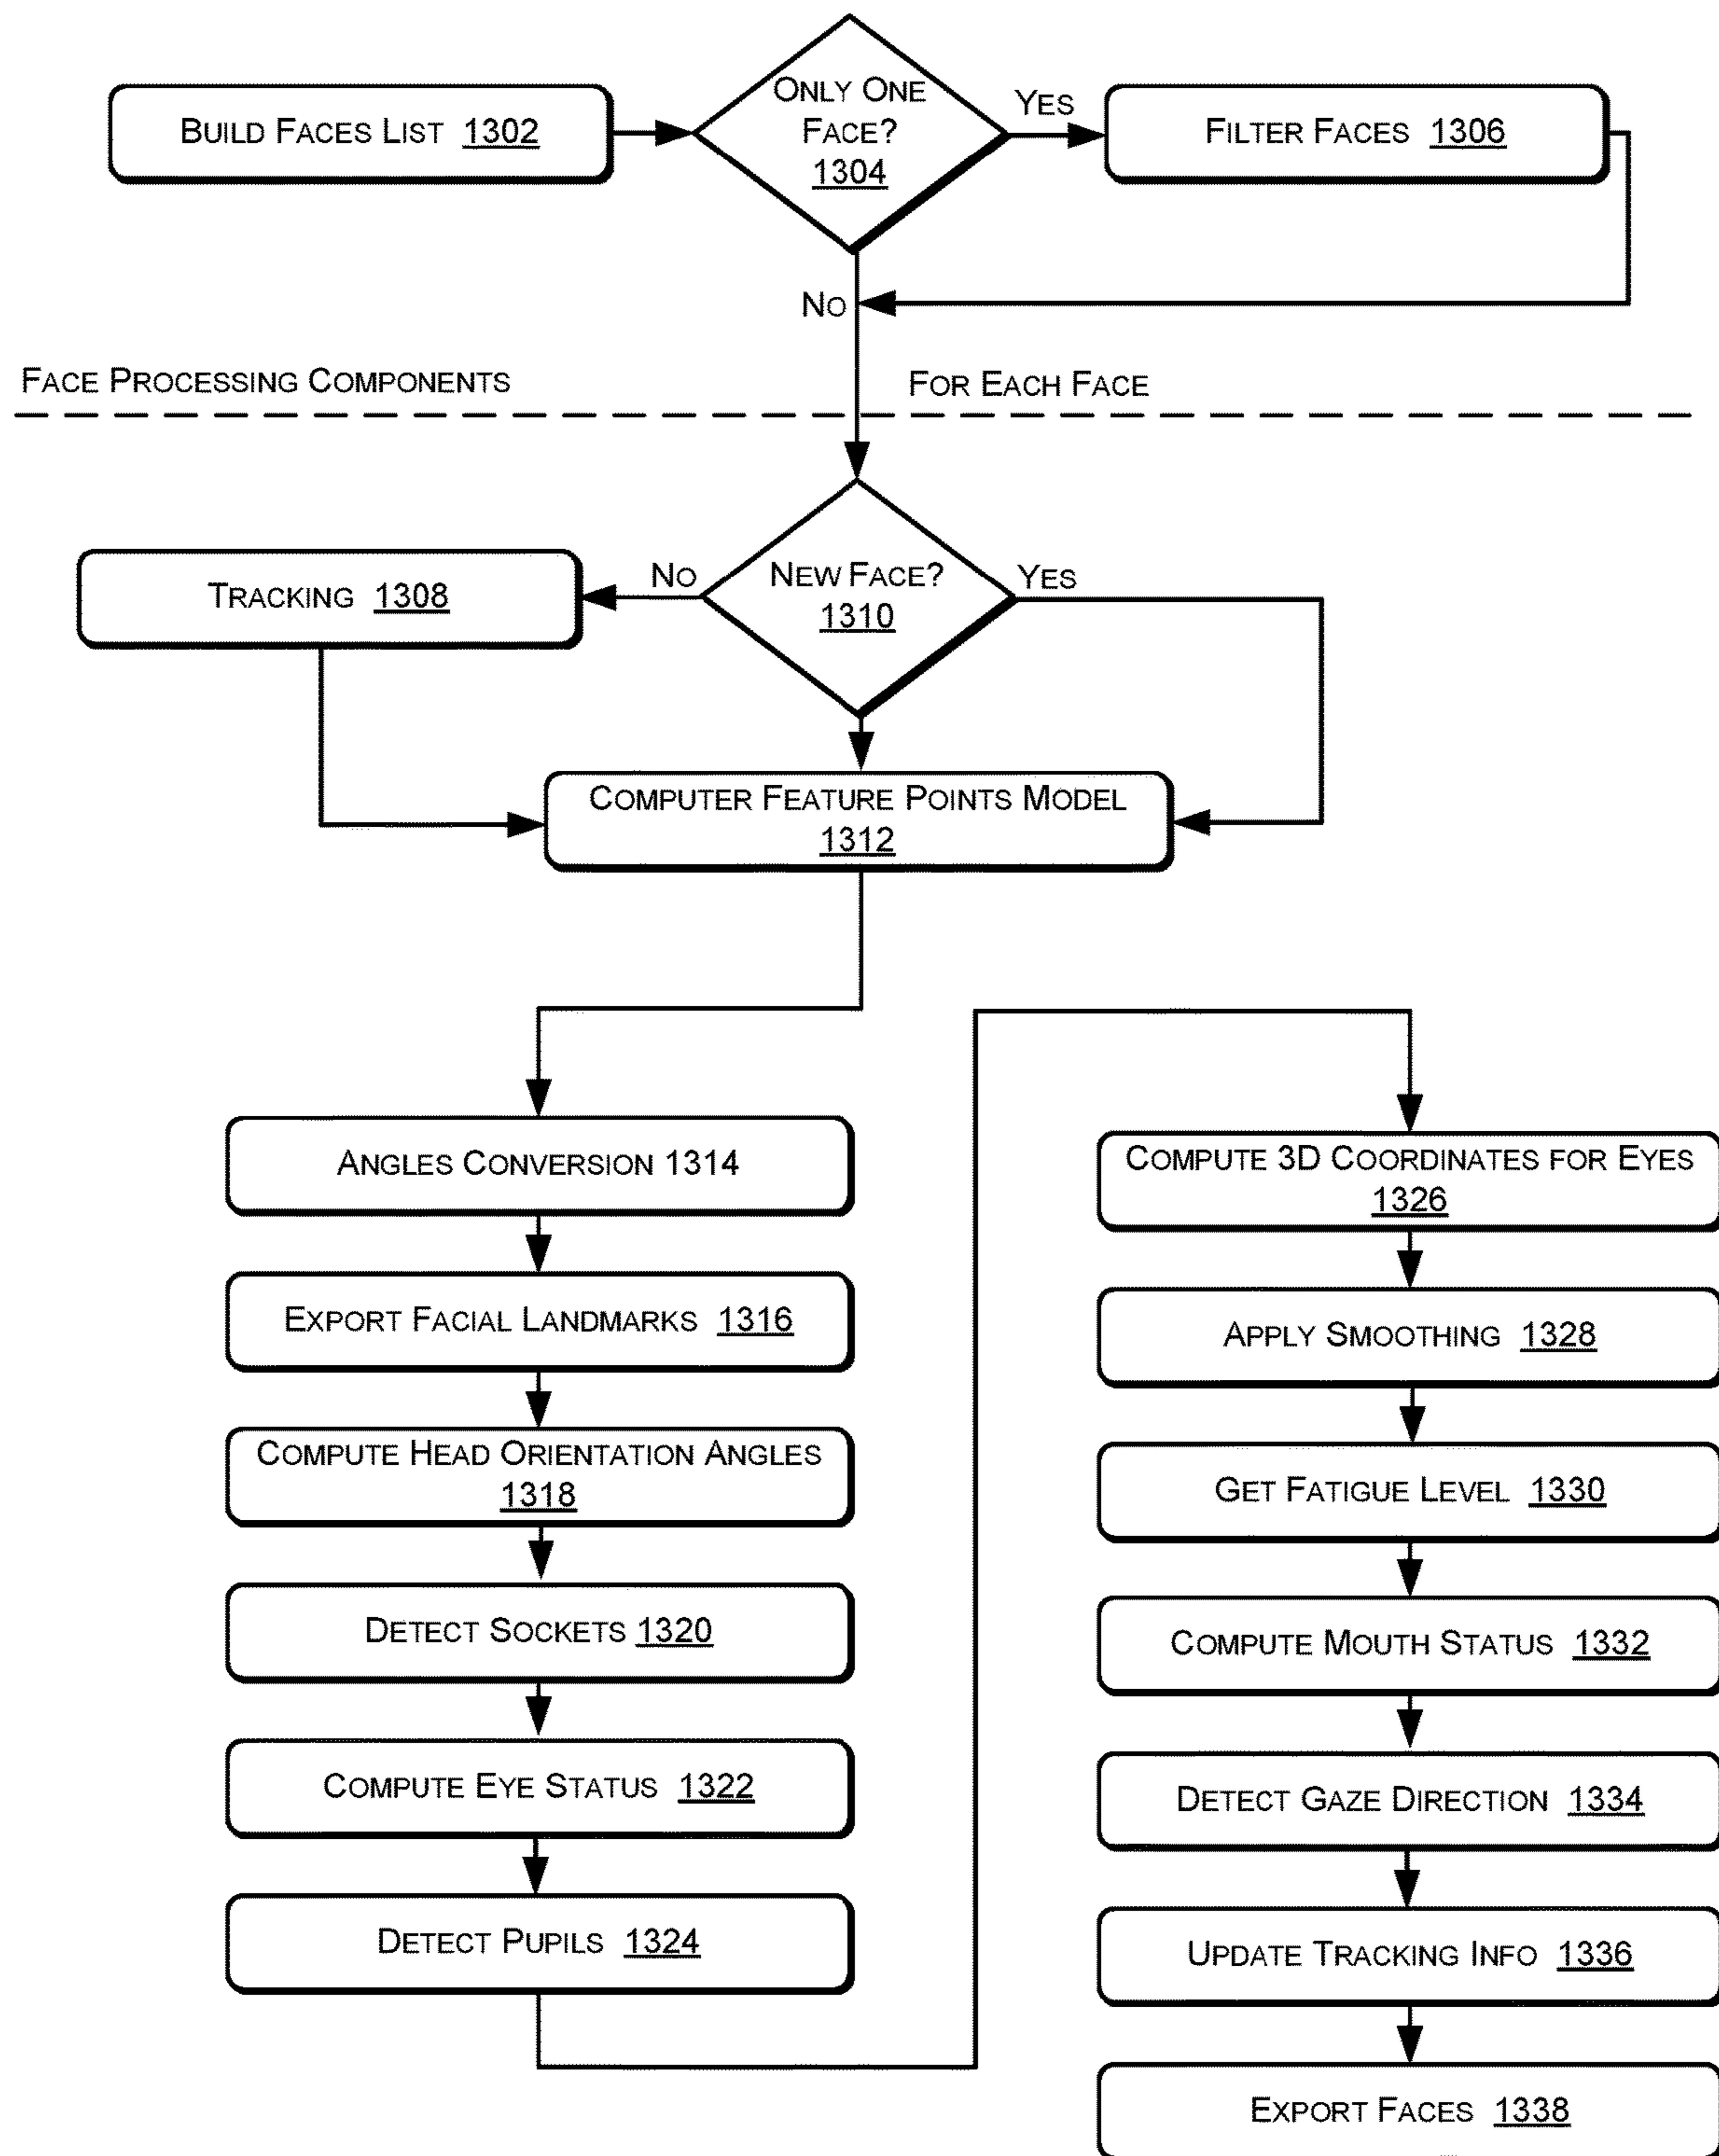 BUILD FACES LIST 1302
ONLY ONE
FACE?
1304
YES
FILTER FACES 1306
NO
FACE PROCESSING COMPONENTS
FOR EACH FACE
TRACKING 1308
NO
NEW FACE?
1310
YES
COMPUTER FEATURE POINTS MODEL
1312
ANGLES CONVERSION 1314
EXPORT FACIAL LANDMARKS 1316
COMPUTE HEAD ORIENTATION ANGLES
1318
DETECT SOCKETS 1320
COMPUTE EYE STATUS 1322
DETECT PUPILS 1324
COMPUTE 3D COORDINATES FOR EYES
1326
APPLY SMOOTHING 1328
GET FATIGUE LEVEL 1330
COMPUTE MOUTH STATUS 1332
DETECT GAZE DIRECTION 1334
UPDATE TRACKING INFO 1336
EXPORT FACES 1338